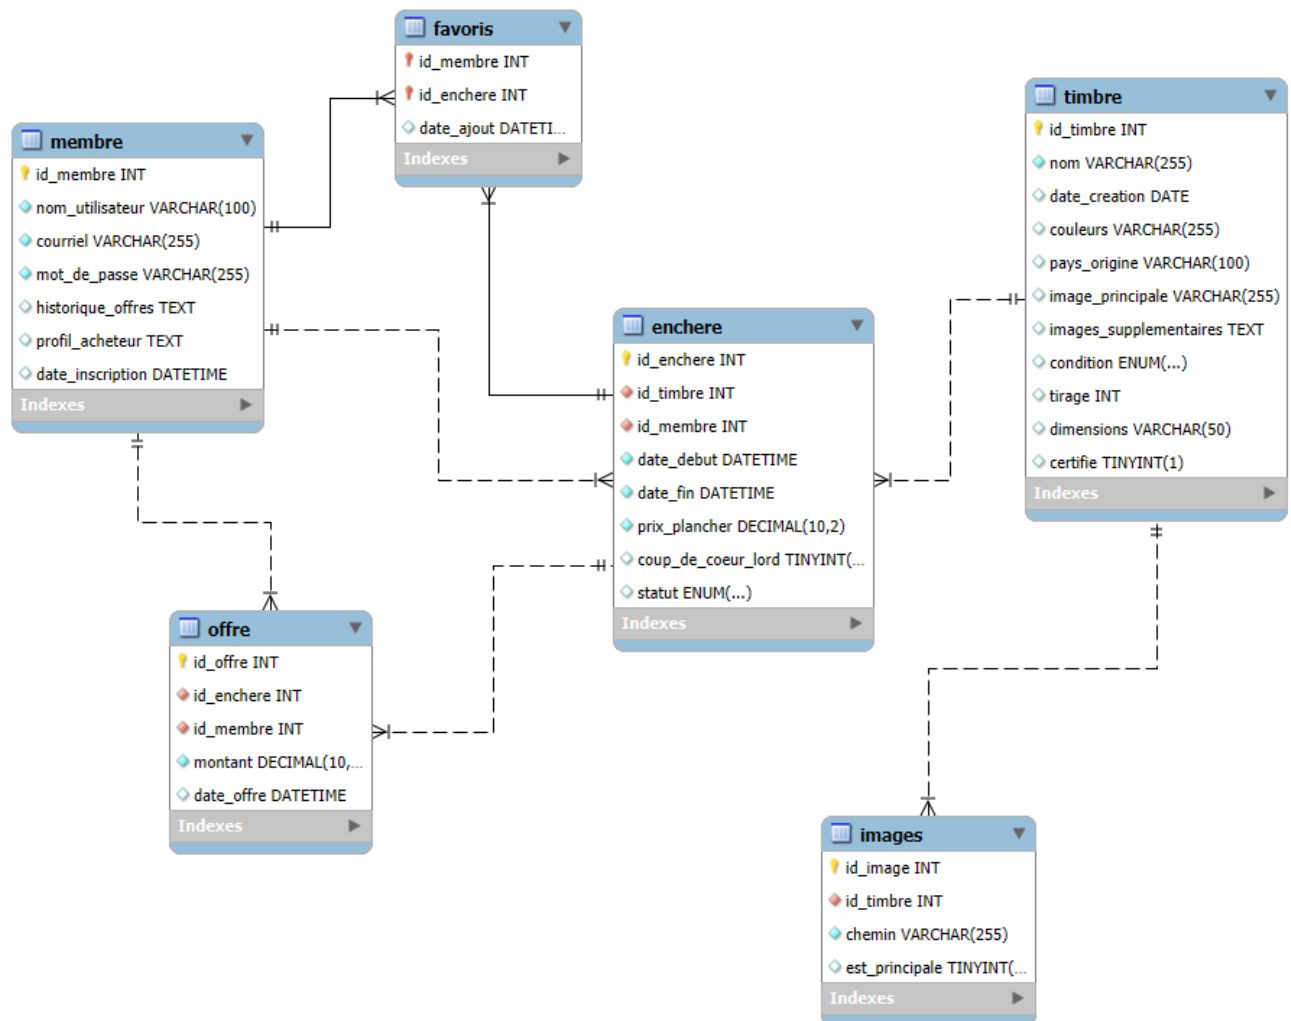 favoris
id_membre INT
id_enchere INT
date_ajout DATETI...
Indexes
membre
id_membre INT
nom_utilisateur VARCHAR(100)
courriel VARCHAR(255)
mot_de_passe VARCHAR(255)
historique_offres TEXT
profil_acheteur TEXT
date_inscription DATETIME
Indexes
timbre
id_timbre INT
nom VARCHAR(255)
date_creation DATE
couleurs VARCHAR(255)
pays_origine VARCHAR(100)
image_principale VARCHAR(255)
images_supplementaires TEXT
condition ENUM(...)
tirage INT
dimensions VARCHAR(50)
certifie TINYINT(1)
Indexes
enchere
id_enchere INT
id_timbre INT
id_membre INT
date_debut DATETIME
date_fin DATETIME
prix_plancher DECIMAL(10,2)
coup_de_coeur_lord TINYINT(...
statut ENUM(...)
Indexes
offre
id_offre INT
id_enchere INT
id_membre INT
montant DECIMAL(10,...
date_offre DATETIME
Indexes
images
id_image INT
id_timbre INT
chemin VARCHAR(255)
est_principale TINYINT(...
Indexes